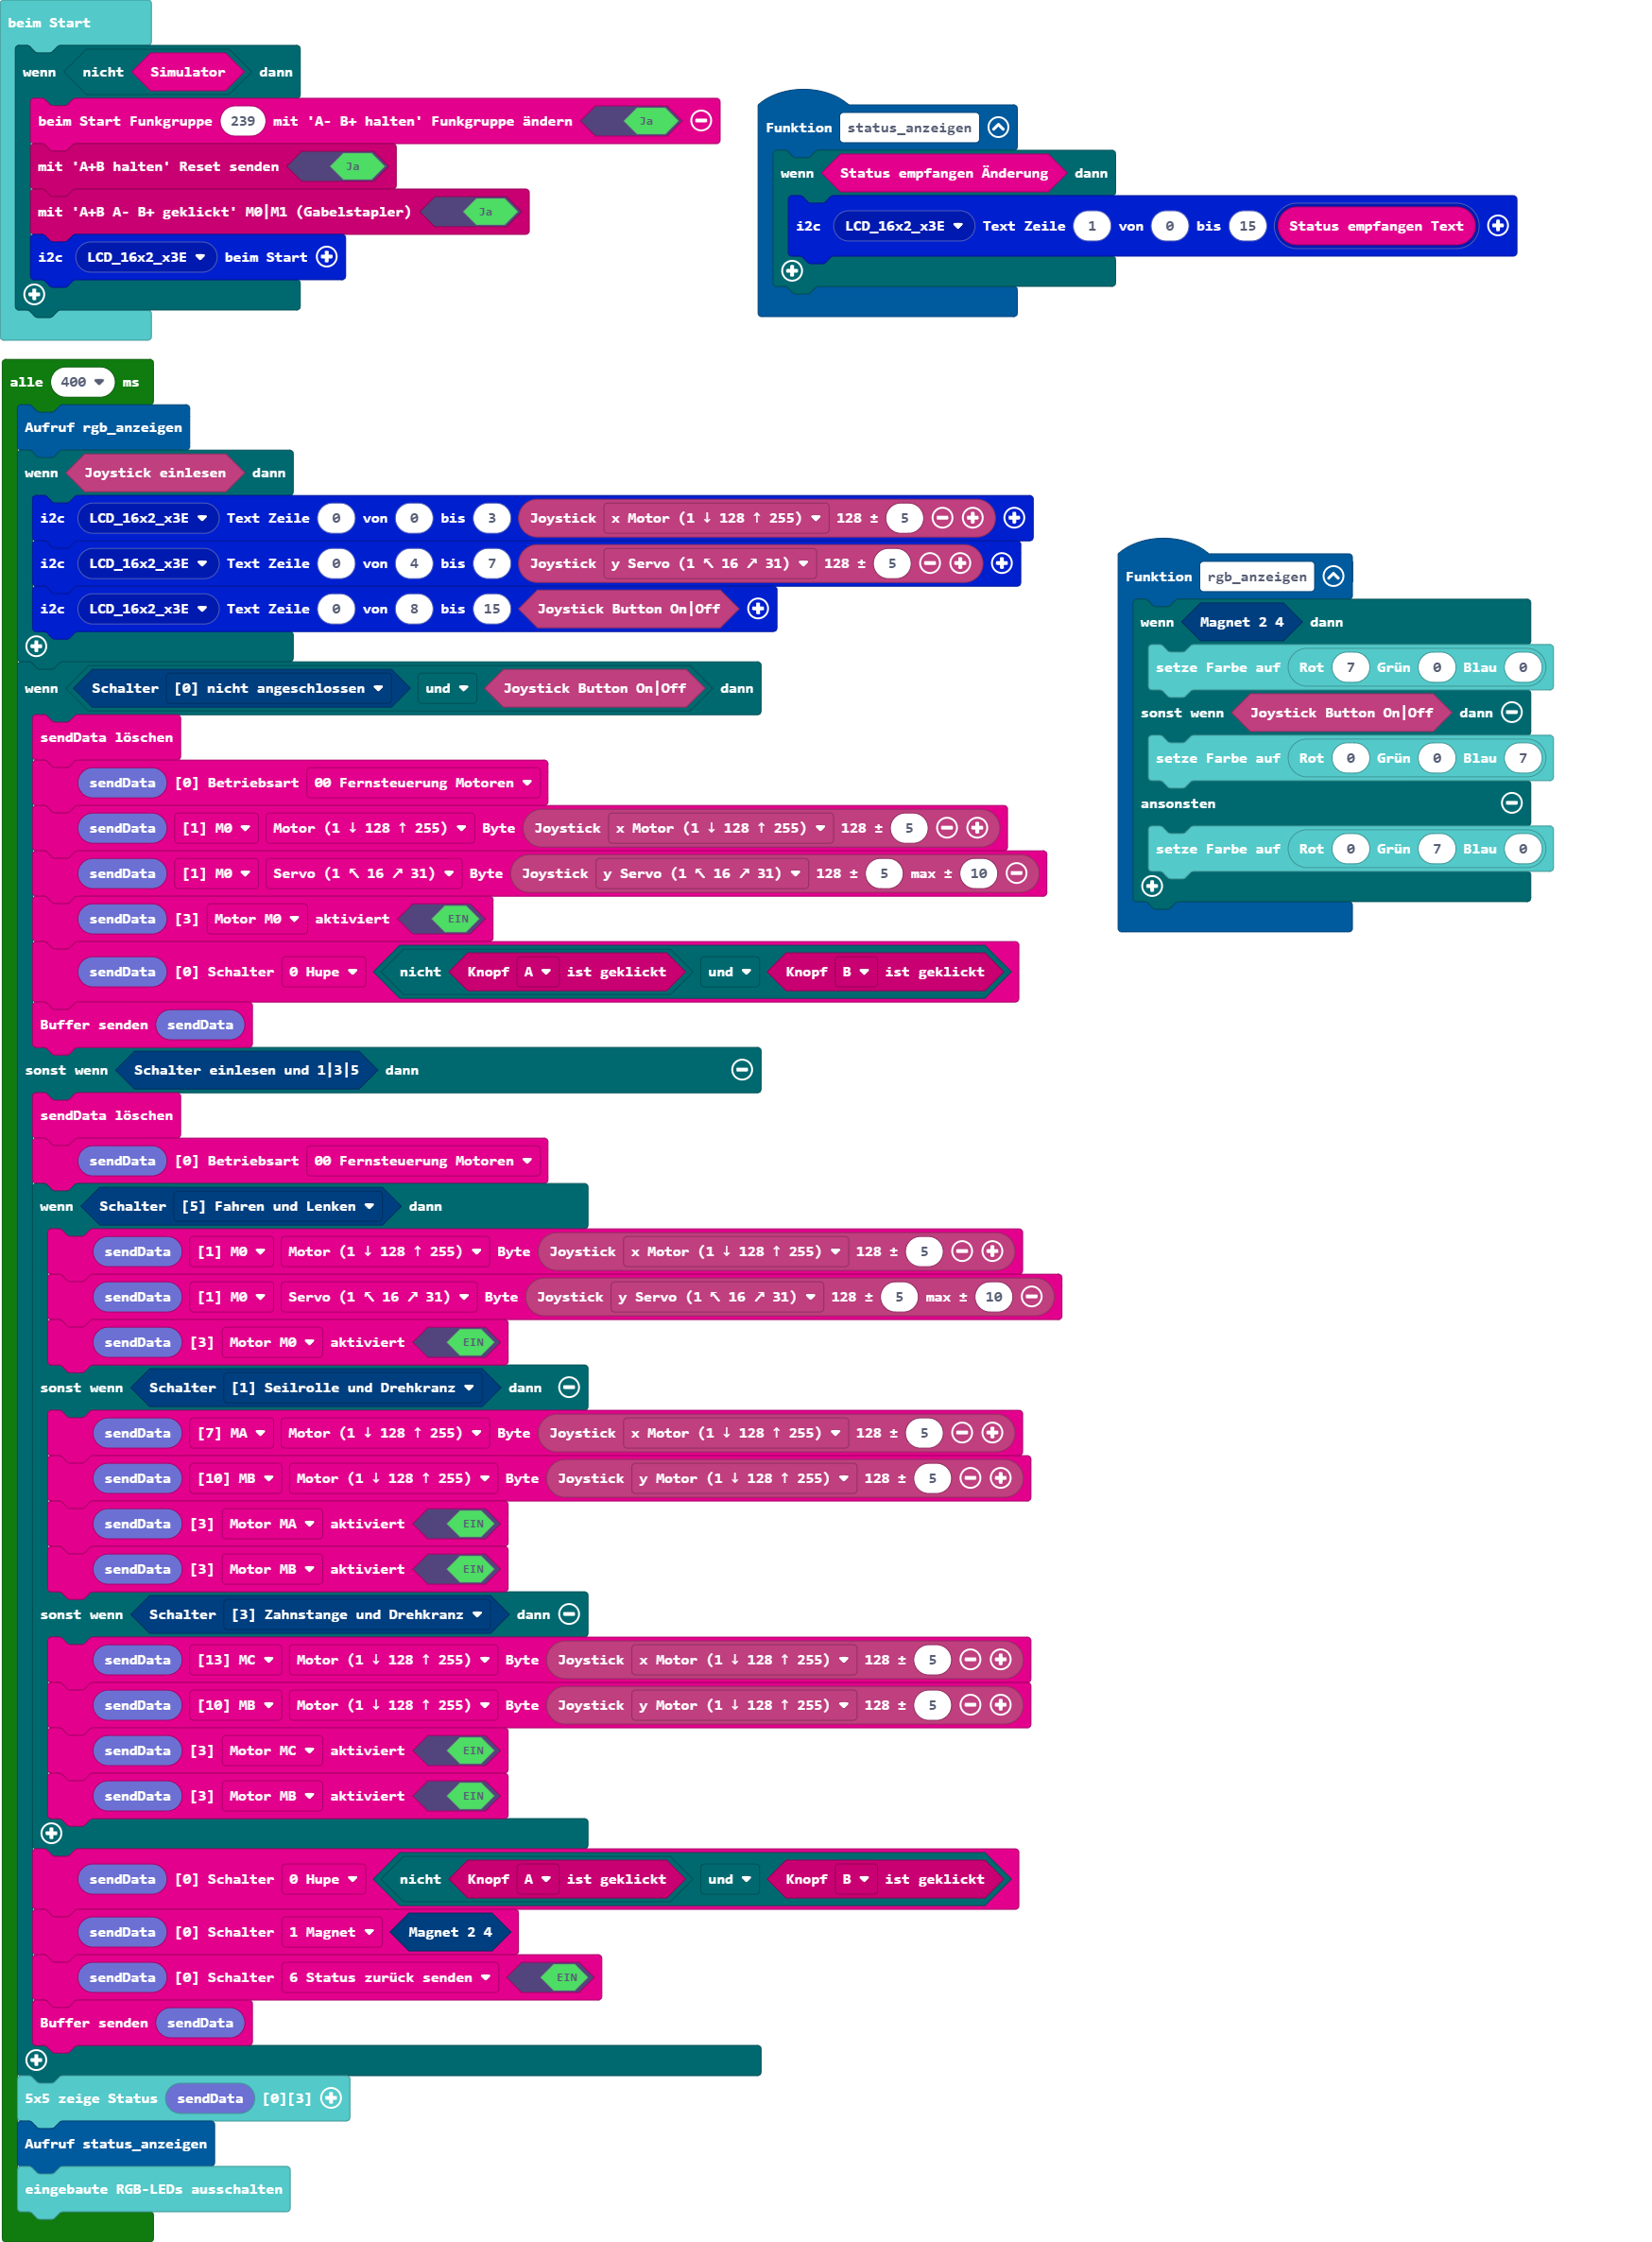 beim Start
wenn nicht Simulator dann
beim Start Funkgruppe 239 mit 'A- B+ halten' Funkgruppe ändern Ja
mit 'A+B halten' Reset senden Ja
mit 'A+B A- B+ geklickt' M0|M1 (Gabelstapler) Ja
i2c LCD_16x2_x3E beim Start
Funktion status_anzeigen
wenn Status empfangen Änderung dann
i2c LCD_16x2_x3E Text Zeile 1 von 0 bis 15 Status empfangen Text
alle 400 ms
Aufruf rgb_anzeigen
wenn Joystick einlesen dann
i2c LCD_16x2_x3E Text Zeile 0 von 0 bis 3 Joystick x Motor (1 ↓ 128 ↑ 255) 128 ± 5
i2c LCD_16x2_x3E Text Zeile 0 von 4 bis 7 Joystick y Servo (1 ↖ 16 ↗ 31) 128 ± 5
i2c LCD_16x2_x3E Text Zeile 0 von 8 bis 15 Joystick Button On|Off
wenn Schalter [0] nicht angeschlossen und Joystick Button On|Off dann
sendData löschen
sendData [0] Betriebsart 00 Fernsteuerung Motoren
sendData [1] M0 Motor (1 ↓ 128 ↑ 255) Byte Joystick x Motor (1 ↓ 128 ↑ 255) 128 ± 5
sendData [1] M0 Servo (1 ↖ 16 ↗ 31) Byte Joystick y Servo (1 ↖ 16 ↗ 31) 128 ± 5 max ± 10
sendData [3] Motor M0 aktiviert EIN
sendData [0] Schalter 0 Hupe nicht Knopf A ist geklickt und Knopf B ist geklickt
Buffer senden sendData
sonst wenn Schalter einlesen und 1|3|5 dann
sendData löschen
sendData [0] Betriebsart 00 Fernsteuerung Motoren
wenn Schalter [5] Fahren und Lenken dann
sendData [1] M0 Motor (1 ↓ 128 ↑ 255) Byte Joystick x Motor (1 ↓ 128 ↑ 255) 128 ± 5
sendData [1] M0 Servo (1 ↖ 16 ↗ 31) Byte Joystick y Servo (1 ↖ 16 ↗ 31) 128 ± 5 max ± 10
sendData [3] Motor M0 aktiviert EIN
sonst wenn Schalter [1] Seilrolle und Drehkranz dann
sendData [7] MA Motor (1 ↓ 128 ↑ 255) Byte Joystick x Motor (1 ↓ 128 ↑ 255) 128 ± 5
sendData [10] MB Motor (1 ↓ 128 ↑ 255) Byte Joystick y Motor (1 ↓ 128 ↑ 255) 128 ± 5
sendData [3] Motor MA aktiviert EIN
sendData [3] Motor MB aktiviert EIN
sonst wenn Schalter [3] Zahnstange und Drehkranz dann
sendData [13] MC Motor (1 ↓ 128 ↑ 255) Byte Joystick x Motor (1 ↓ 128 ↑ 255) 128 ± 5
sendData [10] MB Motor (1 ↓ 128 ↑ 255) Byte Joystick y Motor (1 ↓ 128 ↑ 255) 128 ± 5
sendData [3] Motor MC aktiviert EIN
sendData [3] Motor MB aktiviert EIN
sendData [0] Schalter 0 Hupe nicht Knopf A ist geklickt und Knopf B ist geklickt
sendData [0] Schalter 1 Magnet Magnet 2 4
sendData [0] Schalter 6 Status zurück senden EIN
Buffer senden sendData
5x5 zeige Status sendData [0][3]
Aufruf status_anzeigen
eingebaute RGB-LEDs ausschalten
Funktion rgb_anzeigen
wenn Magnet 2 4 dann
setze Farbe auf Rot 7 Grün 0 Blau 0
sonst wenn Joystick Button On|Off dann
setze Farbe auf Rot 0 Grün 0 Blau 7
ansonsten
setze Farbe auf Rot 0 Grün 7 Blau 0